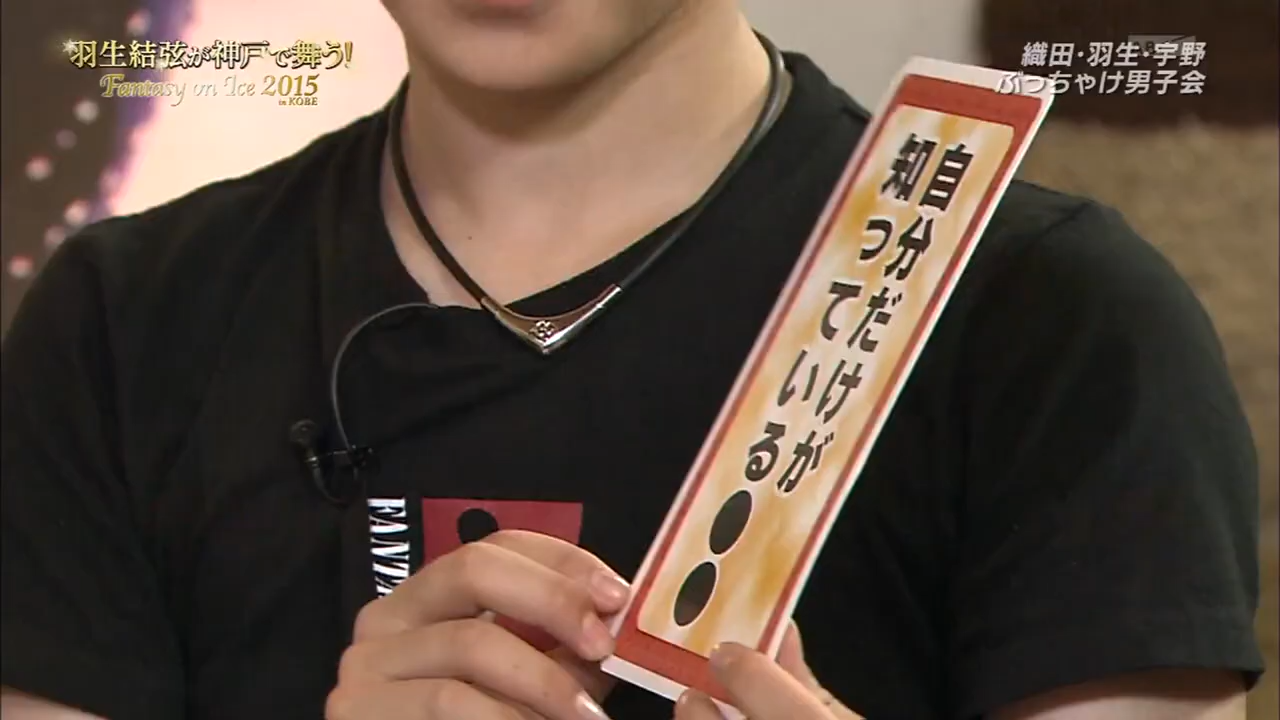 羽生結弦が神戸で舞う!
Fantasy on Ice 2015
in KOBE
織田・羽生・宇野
ぶっちゃけ男子会
自分だけが
知っている●●